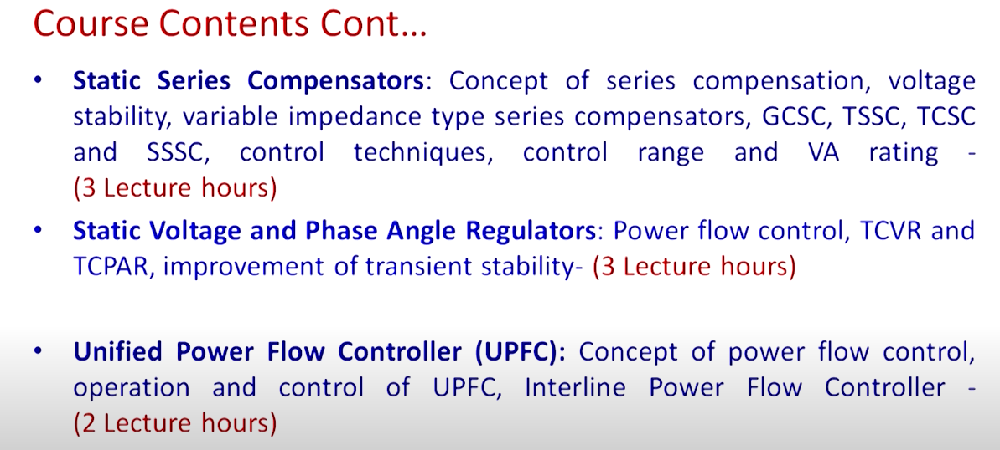 Course Contents Cont...
• Static Series Compensators: Concept of series compensation, voltage
stability, variable impedance type series compensators, GCSC, TSSC, TCSC
and SSSC, control techniques, control range and VA rating -
(3 Lecture hours)
• Static Voltage and Phase Angle Regulators: Power flow control, TCVR and
TCPAR, improvement of transient stability- (3 Lecture hours)
• Unified Power Flow Controller (UPFC): Concept of power flow control,
operation and control of UPFC, Interline Power Flow Controller -
(2 Lecture hours)